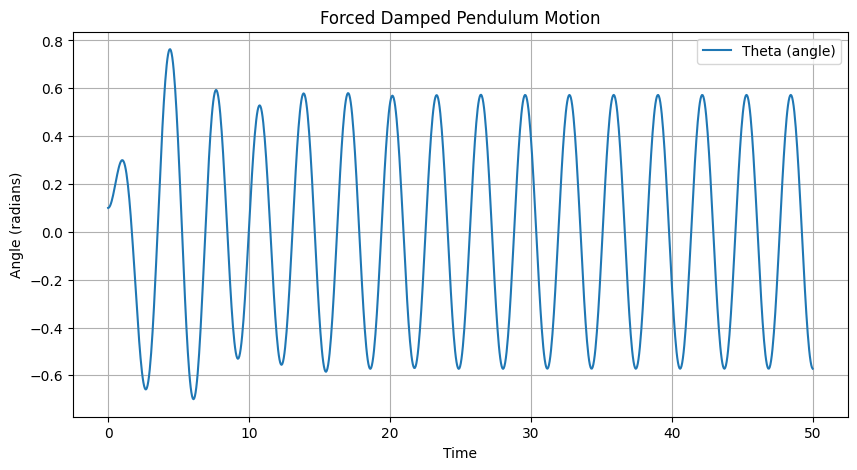 Forced Damped Pendulum Motion
Theta (angle)
0.8
0.6
0.4
0.2
0.0
−0.2
−0.4
−0.6
Angle (radians)
0 10 20 30 40 50
Time